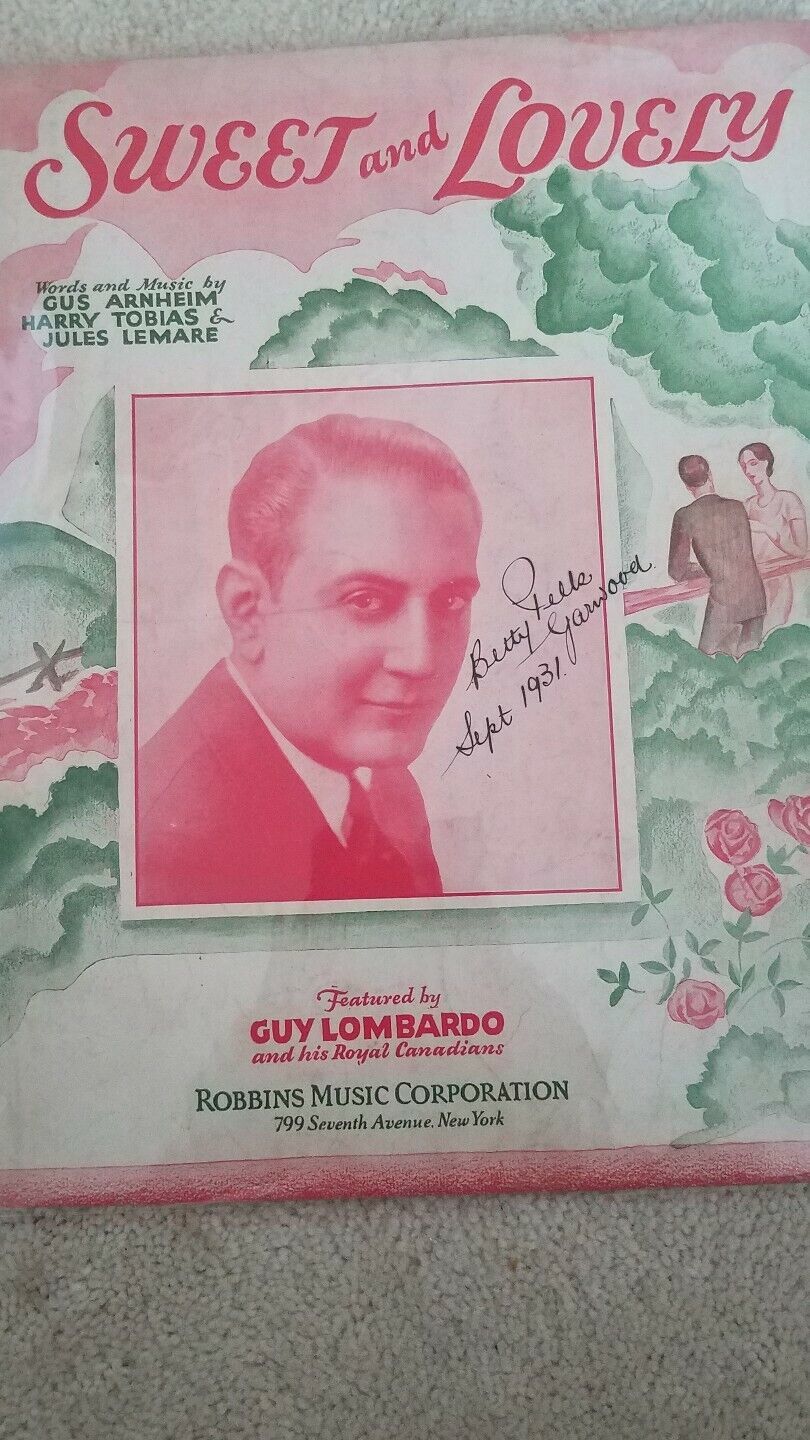 SWEET and LOVELY
Words and Music by
GUS ARNHEIM
HARRY TOBIAS &
JULES LEMARE
Betty
Garwood
Sept 1931.
Featured by
GUY LOMBARDO
and his Royal Canadians
ROBBINS MUSIC CORPORATION
799 Seventh Avenue. New York